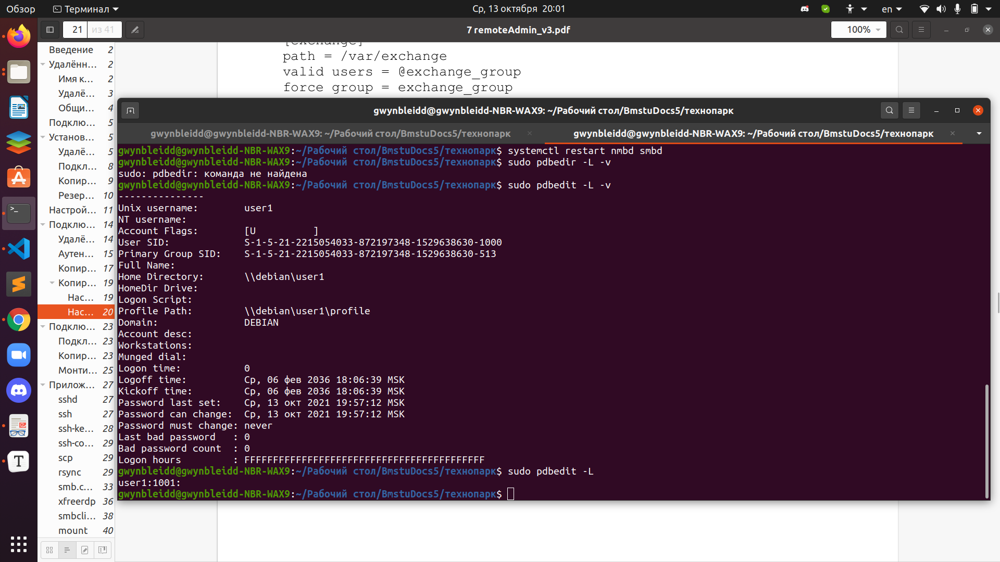 Обзор
Терминал
Ср, 13 октября 20:01
en
21 из 41
7 remoteAdmin_v3.pdf
100%
Введение 2
Удалённ... 2
Имя к... 2
Удалё... 3
Общи... 4
Подклю... 5
Установ... 5
Удалё... 5
Подкл... 8
Копир... 9
Резер... 10
Настрой... 11
Подклю... 14
Удалё... 14
Аутен... 15
Копир... 17
Копир... 19
Нас... 19
Нас... 20
Подклю... 23
Подкл... 23
Копир... 23
Монти... 25
Прилож... 27
sshd 27
ssh 27
ssh-ke... 28
ssh-co... 29
scp 29
rsync 29
smb.c... 33
xfreerdp 36
smbcli... 38
mount 40
[exchange]
path = /var/exchange
valid users = @exchange_group
force group = exchange_group
gwynbleidd@gwynbleidd-NBR-WAX9: ~/Рабочий стол/BmstuDocs5/технопарк
gwynbleidd@gwynbleidd-NBR-WAX9: ~/Рабочий стол/BmstuDocs5/технопарк
gwynbleidd@gwynbleidd-NBR-WAX9: ~/Рабочий стол/BmstuDocs5/технопарк
gwynbleidd@gwynbleidd-NBR-WAX9:~/Рабочий стол/BmstuDocs5/технопарк$ systemctl restart nmbd smbd
gwynbleidd@gwynbleidd-NBR-WAX9:~/Рабочий стол/BmstuDocs5/технопарк$ sudo pdbedir -L -v
sudo: pdbedir: команда не найдена
gwynbleidd@gwynbleidd-NBR-WAX9:~/Рабочий стол/BmstuDocs5/технопарк$ sudo pdbedit -L -v
---------------
Unix username:        user1
NT username:
Account Flags:        [U          ]
User SID:             S-1-5-21-2215054033-872197348-1529638630-1000
Primary Group SID:    S-1-5-21-2215054033-872197348-1529638630-513
Full Name:
Home Directory:       \\debian\user1
HomeDir Drive:
Logon Script:
Profile Path:         \\debian\user1\profile
Domain:               DEBIAN
Account desc:
Workstations:
Munged dial:
Logon time:           0
Logoff time:          Ср, 06 фев 2036 18:06:39 MSK
Kickoff time:         Ср, 06 фев 2036 18:06:39 MSK
Password last set:    Ср, 13 окт 2021 19:57:12 MSK
Password can change:  Ср, 13 окт 2021 19:57:12 MSK
Password must change: never
Last bad password   : 0
Bad password count  : 0
Logon hours         : FFFFFFFFFFFFFFFFFFFFFFFFFFFFFFFFFFFFFFFFFF
gwynbleidd@gwynbleidd-NBR-WAX9:~/Рабочий стол/BmstuDocs5/технопарк$ sudo pdbedit -L
user1:1001:
gwynbleidd@gwynbleidd-NBR-WAX9:~/Рабочий стол/BmstuDocs5/технопарк$